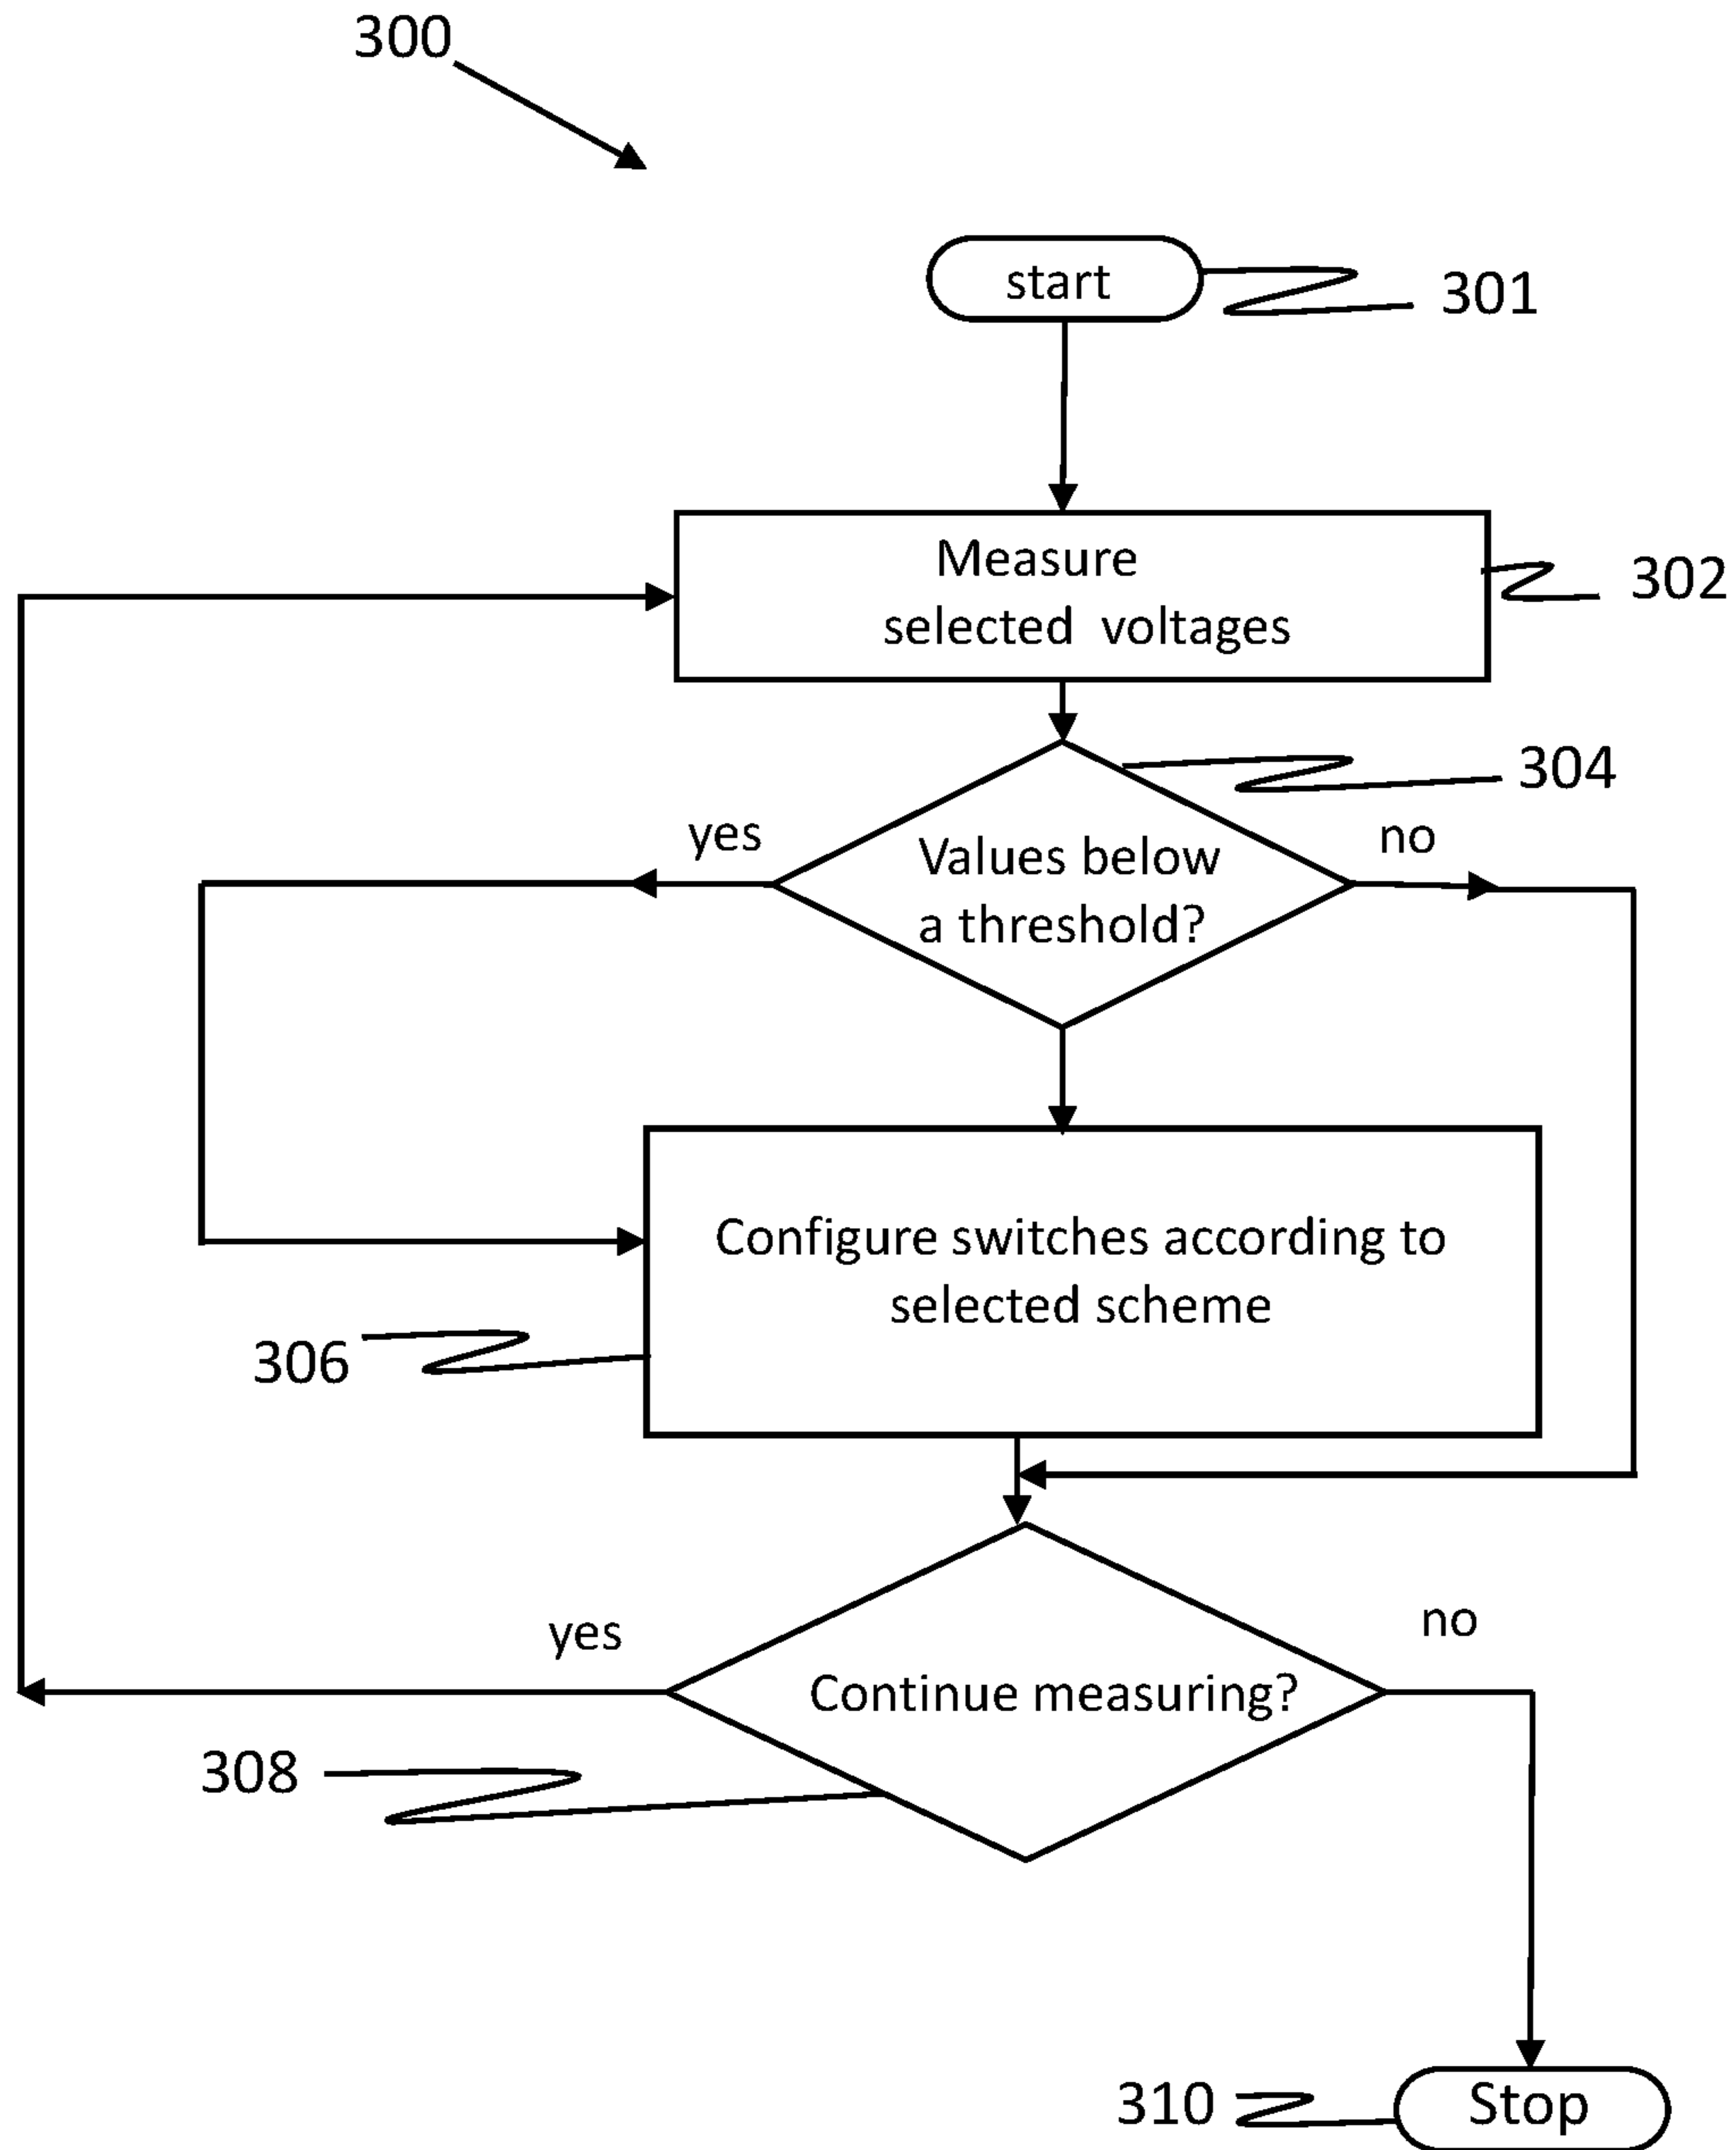 300
start
301
Measure
selected voltages
302
304
yes
no
Values below
a threshold?
Configure switches according to
selected scheme
306
yes
no
Continue measuring?
308
310
Stop